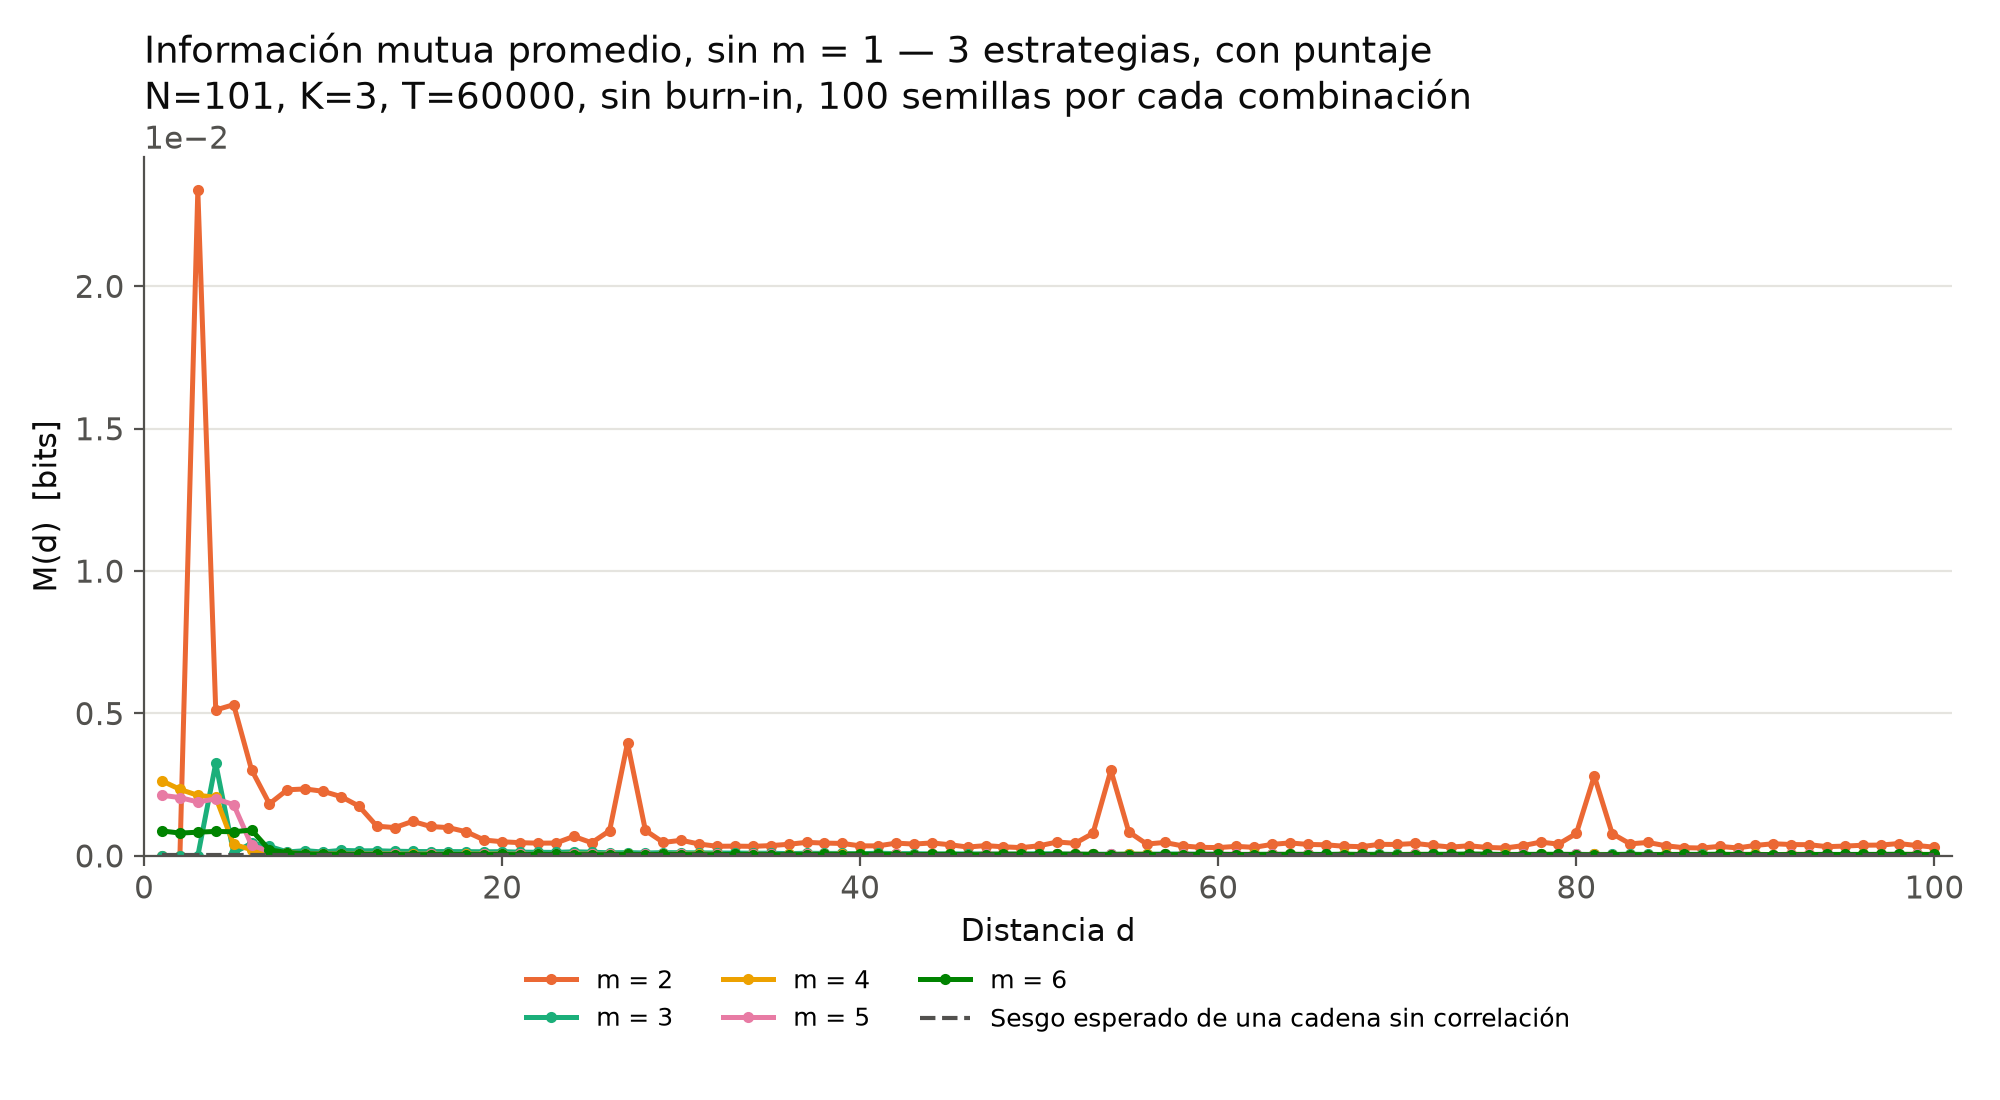 Información mutua promedio, sin m = 1 — 3 estrategias, con puntaje
N=101, K=3, T=60000, sin burn-in, 100 semillas por cada combinación
1e−2
2.0
1.5
1.0
0.5
0.0
M(d)  [bits]
0 20 40 60 80 100
Distancia d
m = 2 m = 4 m = 6
m = 3 m = 5 Sesgo esperado de una cadena sin correlación